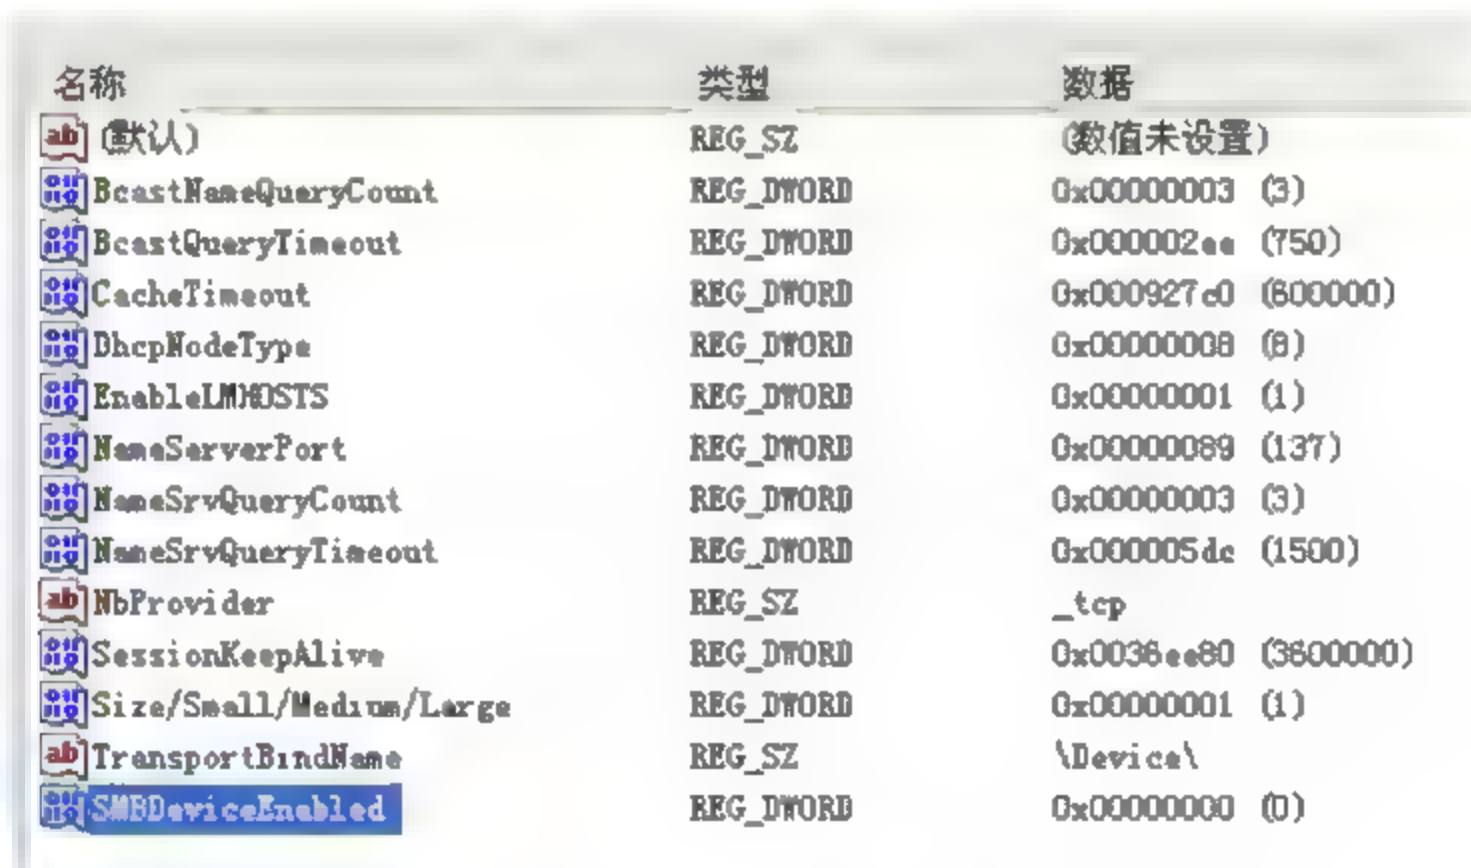 名称 类型 数据
(默认) REG_SZ (数值未设置)
BcastNameQueryCount REG_DWORD 0x00000003 (3)
BcastQueryTimeout REG_DWORD 0x000002ee (750)
CacheTimeout REG_DWORD 0x000927c0 (600000)
DhcpNodeType REG_DWORD 0x00000008 (8)
EnableLMHOSTS REG_DWORD 0x00000001 (1)
NameServerPort REG_DWORD 0x00000089 (137)
NameSrvQueryCount REG_DWORD 0x00000003 (3)
NameSrvQueryTimeout REG_DWORD 0x000005dc (1500)
NbProvider REG_SZ _tcp
SessionKeepAlive REG_DWORD 0x0036ee80 (3600000)
Size/Small/Medium/Large REG_DWORD 0x00000001 (1)
TransportBindName REG_SZ \Device\
SMBDeviceEnabled REG_DWORD 0x00000000 (0)